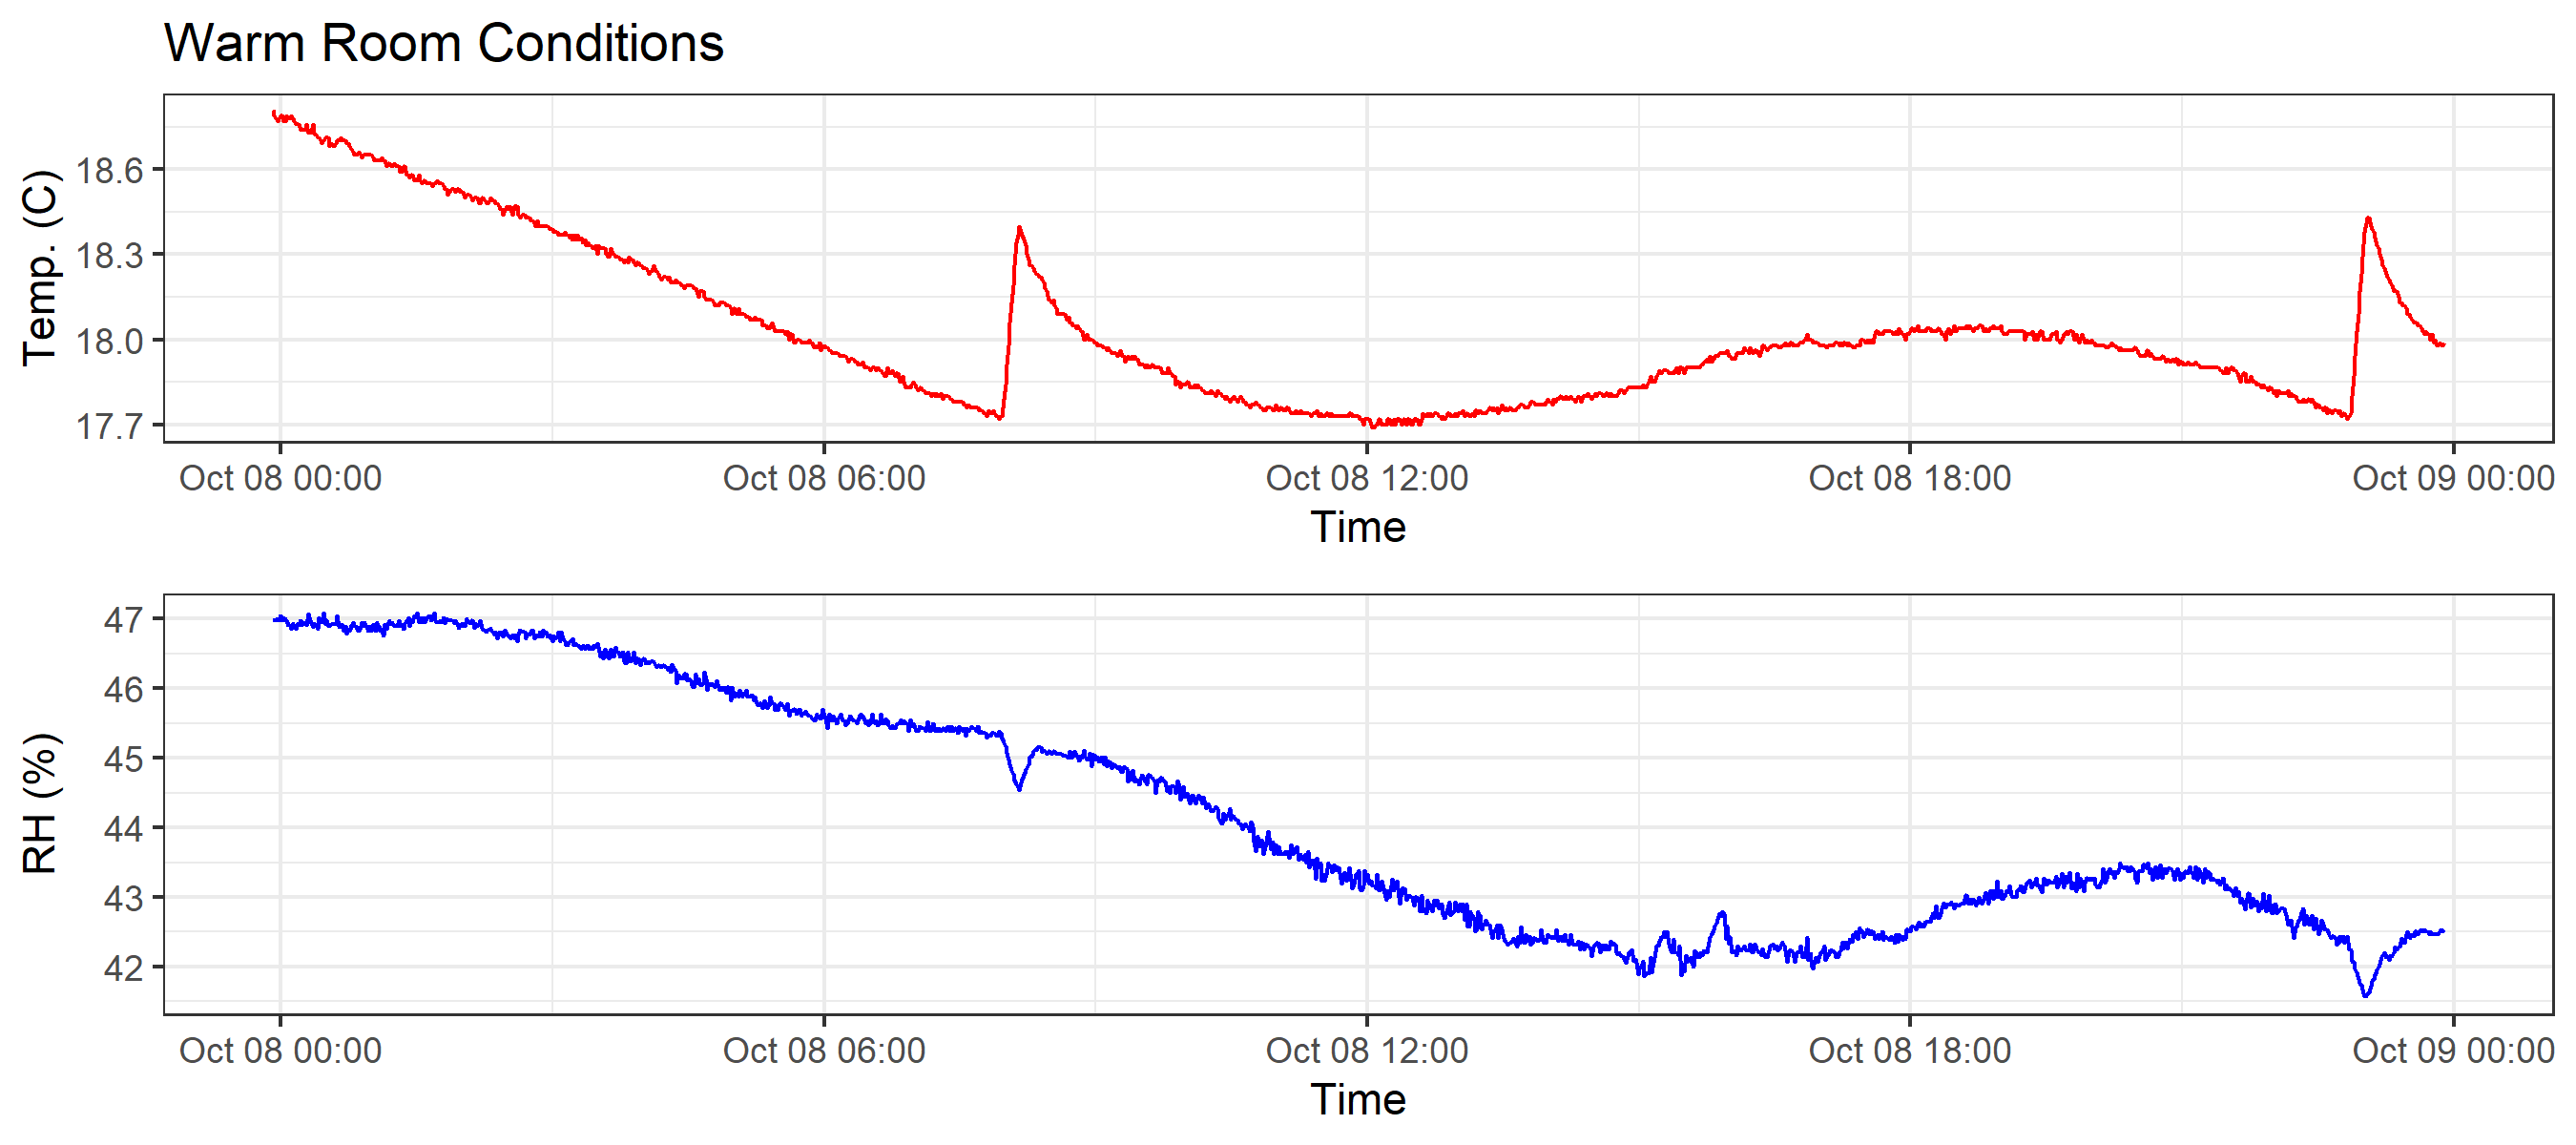 Warm Room Conditions
Temp. (C)
18.6
18.3
18.0
17.7
Oct 08 00:00 Oct 08 06:00 Oct 08 12:00 Oct 08 18:00 Oct 09 00:00
Time
RH (%)
47
46
45
44
43
42
Oct 08 00:00 Oct 08 06:00 Oct 08 12:00 Oct 08 18:00 Oct 09 00:00
Time